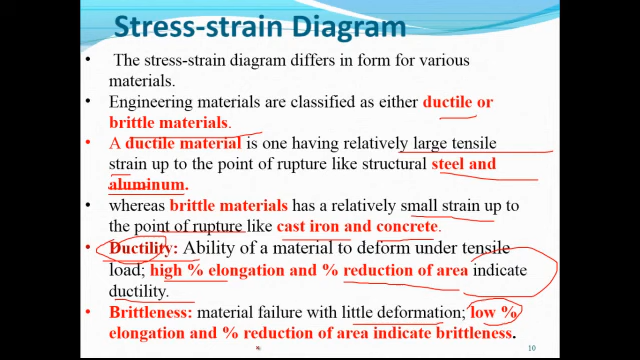 Stress-strain Diagram
• The stress-strain diagram differs in form for various
materials.
• Engineering materials are classified as either ductile or
brittle materials.
• A ductile material is one having relatively large tensile
strain up to the point of rupture like structural steel and
aluminum.
• whereas brittle materials has a relatively small strain up to
the point of rupture like cast iron and concrete.
• Ductility: Ability of a material to deform under tensile
load; high % elongation and % reduction of area indicate
ductility.
• Brittleness: material failure with little deformation; low %
elongation and % reduction of area indicate brittleness.
10